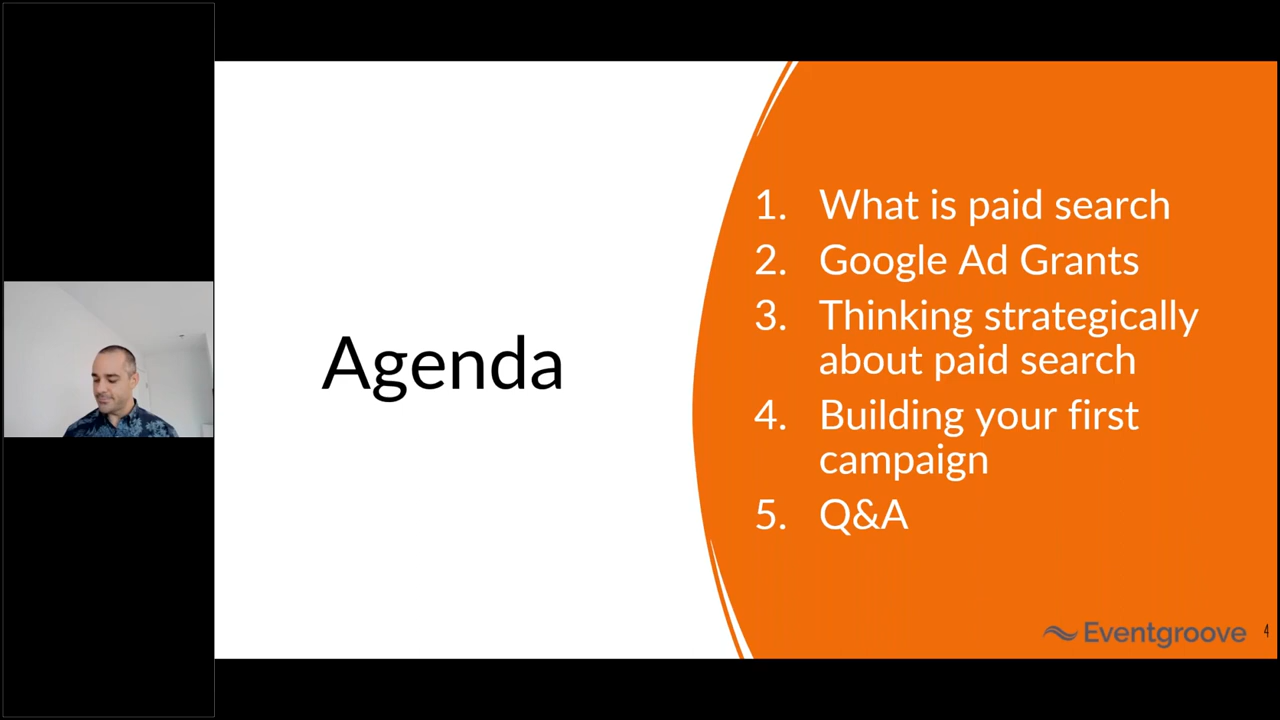 Agenda
1. What is paid search
2. Google Ad Grants
3. Thinking strategically
about paid search
4. Building your first
campaign
5. Q&A
Eventgroove
4